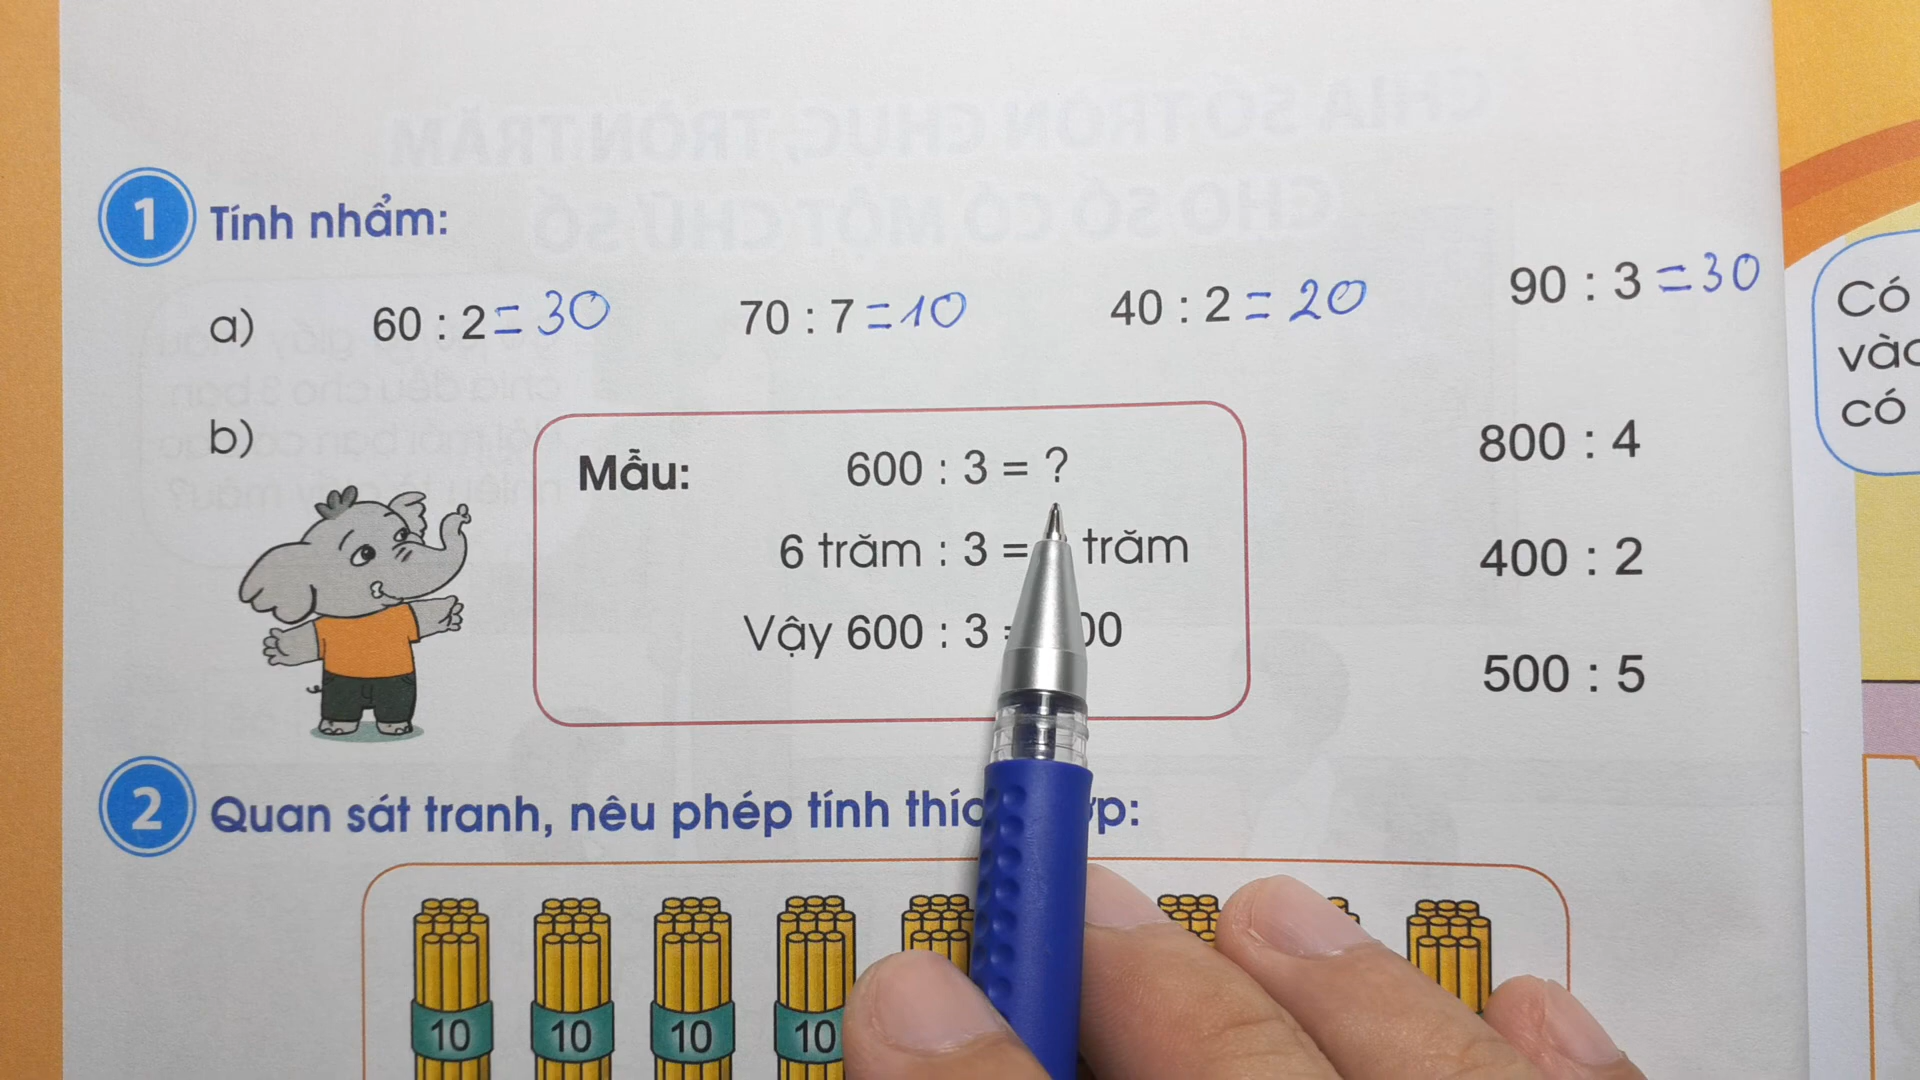 1 Tính nhẩm:
a) 60 : 2 = 30 70 : 7 = 10 40 : 2 = 20 90 : 3 = 30
b)
Mẫu: 600 : 3 = ?
6 trăm : 3 = trăm
Vậy 600 : 3 = 00
800 : 4
400 : 2
500 : 5
2 Quan sát tranh, nêu phép tính
10 10 10 10
Có
vào
có